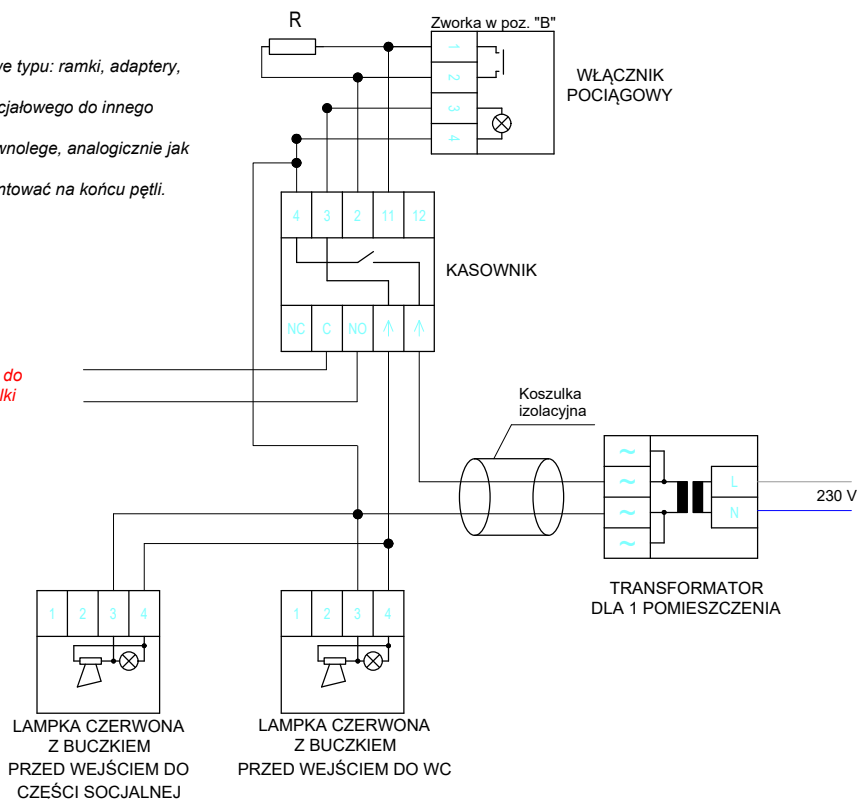 R
Zworka w poz. "B"
we typu: ramki, adaptery,
cjałowego do innego
wnolege, analogicznie jak
ntować na końcu pętli.
1
2
3
4
WŁĄCZNIK
POCIĄGOWY
4 3 2 11 12
KASOWNIK
NC C NO
do
lki
Koszulka
izolacyjna
~
~
~
~
L
N
230 V
TRANSFORMATOR
DLA 1 POMIESZCZENIA
1 2 3 4
1 2 3 4
LAMPKA CZERWONA
Z BUCZKIEM
PRZED WEJŚCIEM DO
CZĘŚCI SOCJALNEJ
LAMPKA CZERWONA
Z BUCZKIEM
PRZED WEJŚCIEM DO WC